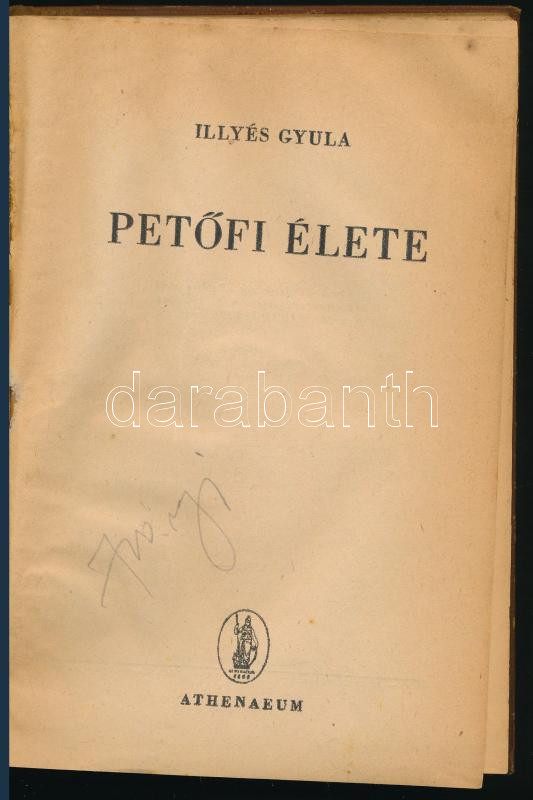 ILLYÉS GYULA
PETŐFI ÉLETE
darabanth
ATHENAEUM